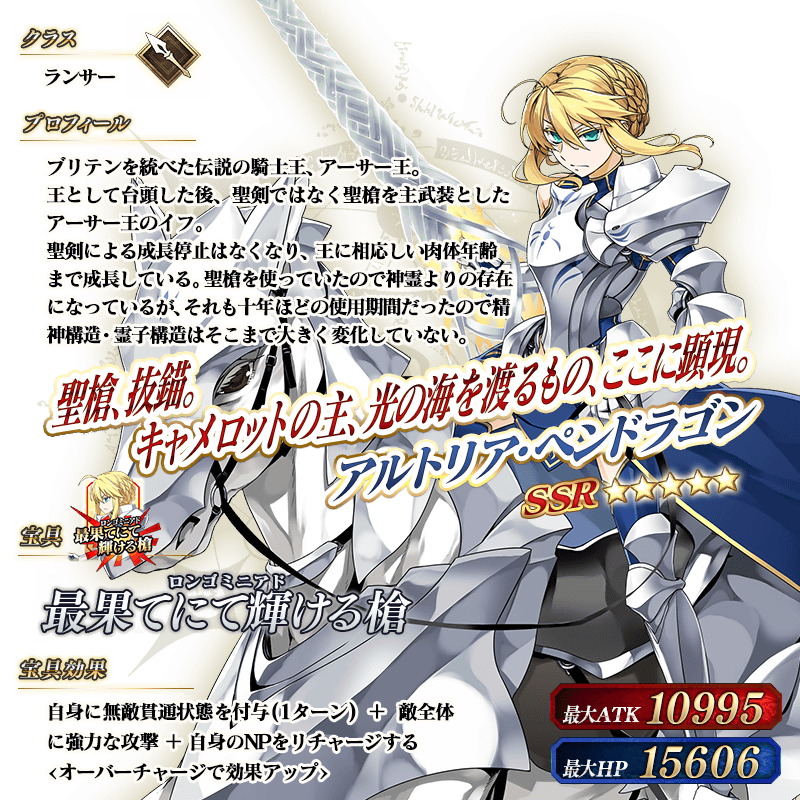 クラス
ランサー
プロフィール
ブリテンを統べた伝説の騎士王、アーサー王。
王として台頭した後、聖剣ではなく聖槍を主武装とした
アーサー王のイフ。
聖剣による成長停止はなくなり、王に相応しい肉体年齢
まで成長している。聖槍を使っていたので神霊よりの存在
になっているが、それも十年ほどの使用期間だったので精
神構造・霊子構造はそこまで大きく変化していない。
聖槍、抜錨。
キャメロットの主、光の海を渡るもの、ここに顕現。
アルトリア・ペンドラゴン
SSR ★★★★★
宝具
ロンゴミニアド
最果てにて
輝ける槍
ロンゴミニアド
最果てにて輝ける槍
宝具効果
自身に無敵貫通状態を付与(1ターン) ＋ 敵全体
に強力な攻撃＋自身のNPをリチャージする
<オーバーチャージで効果アップ>
最大ATK 10995
最大HP 15606